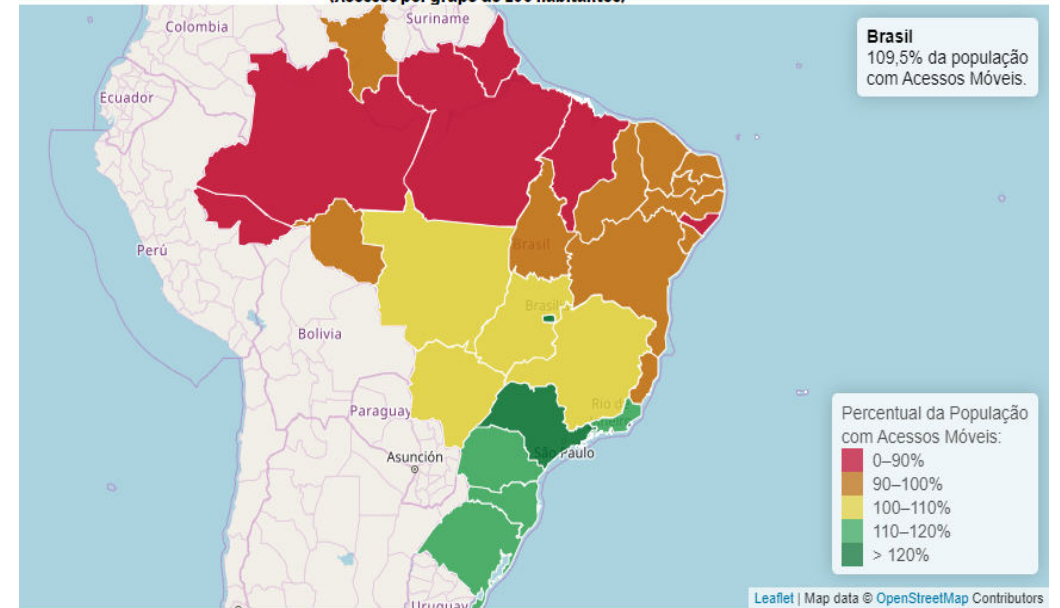 Colombia
Suriname
Ecuador
Perú
Brasil
Brasil
Bolivia
Paraguay
Asunción
São Paulo
Uruguay
Brasil
109,5% da população
com Acessos Móveis.
Percentual da População
com Acessos Móveis:
0–90%
90–100%
100–110%
110–120%
> 120%
Leaflet | Map data © OpenStreetMap Contributors